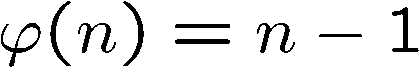 φ(n) = n − 1